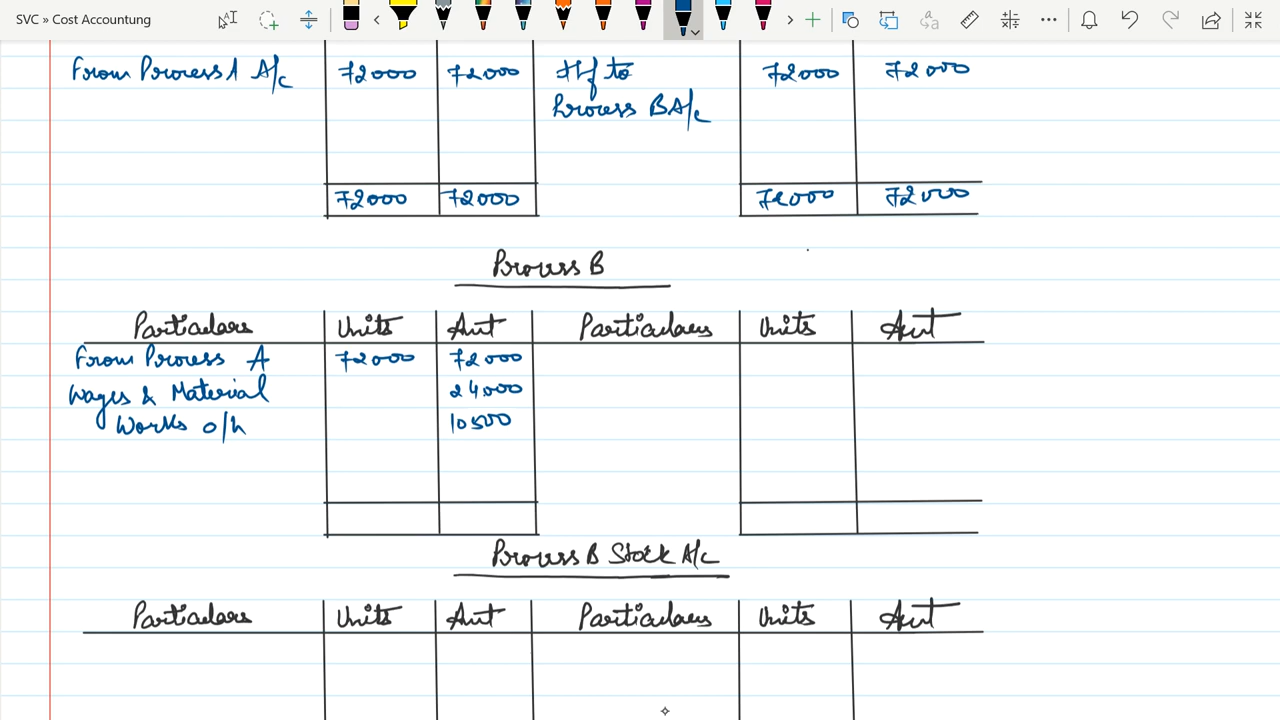 SVC » Cost Accountung
From Process A A/c 72000 72000 Trf to 72000 72000
Process B A/c
72000 72000 72000 72000
Process B
Particulars Units Amt Particulars Units Amt
From Process A 72000 72000
Wages & Material 24000
Works o/h 10500
Process B Stock A/c
Particulars Units Amt Particulars Units Amt